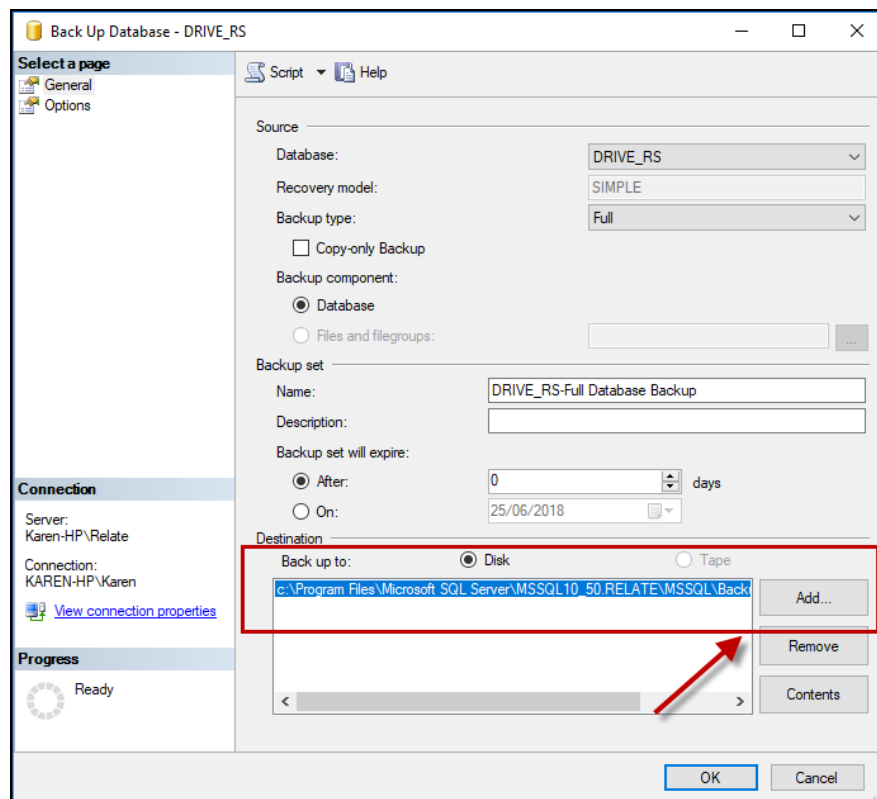 Back Up Database - DRIVE_RS
Select a page
General
Options
Script
Help
Source
Database: DRIVE_RS
Recovery model: SIMPLE
Backup type: Full
Copy-only Backup
Backup component:
Database
Files and filegroups: ...
Backup set
Name: DRIVE_RS-Full Database Backup
Description:
Backup set will expire:
After: 0 days
On: 25/06/2018
Destination
Back up to: Disk Tape
c:\Program Files\Microsoft SQL Server\MSSQL10_50.RELATE\MSSQL\Back
Add...
Remove
Contents
Connection
Server:
Karen-HP\Relate
Connection:
KAREN-HP\Karen
View connection properties
Progress
Ready
OK Cancel